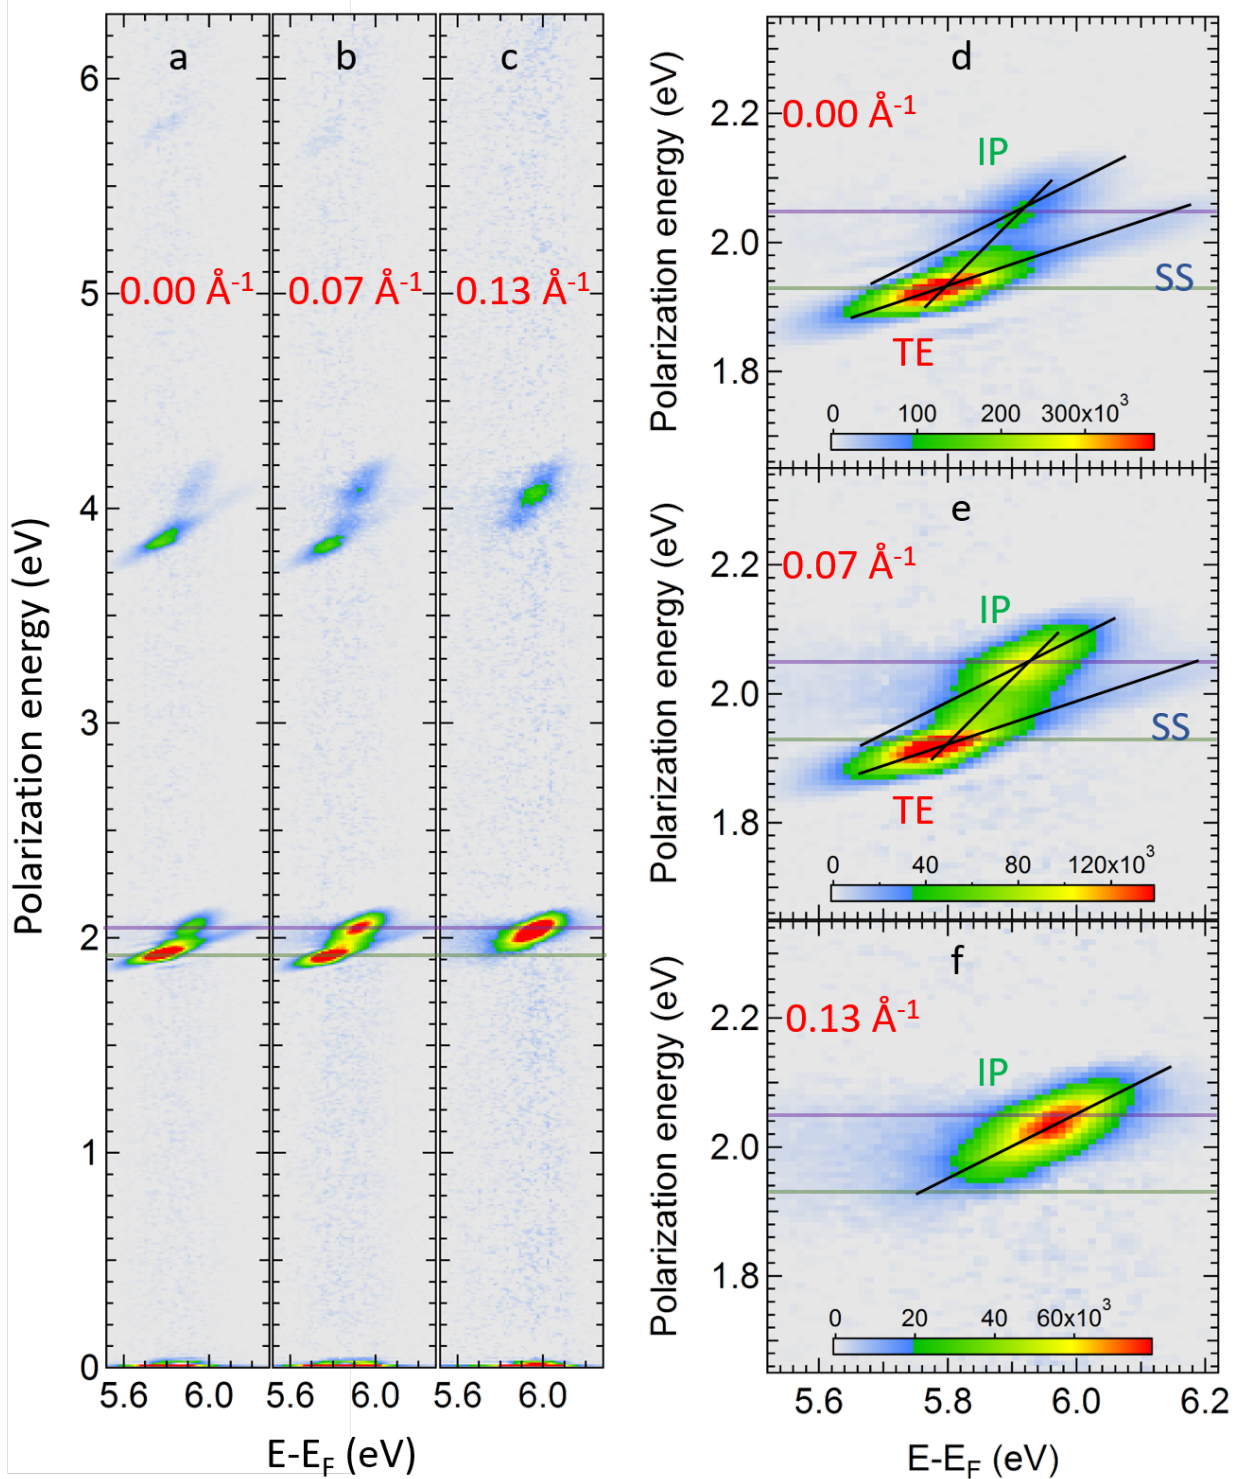 a b c
0.00 Å-1 0.07 Å-1 0.13 Å-1
6
5
4
3
2
1
0
Polarization energy (eV)
5.6 6.0 5.6 6.0 5.6 6.0
E-EF (eV)
d
0.00 Å-1
IP
SS
TE
2.2
2.0
1.8
Polarization energy (eV)
0 100 200 300x103
e
0.07 Å-1
IP
SS
TE
2.2
2.0
1.8
Polarization energy (eV)
0 40 80 120x103
f
0.13 Å-1
IP
2.2
2.0
1.8
Polarization energy (eV)
0 20 40 60x103
5.6 5.8 6.0 6.2
E-EF (eV)